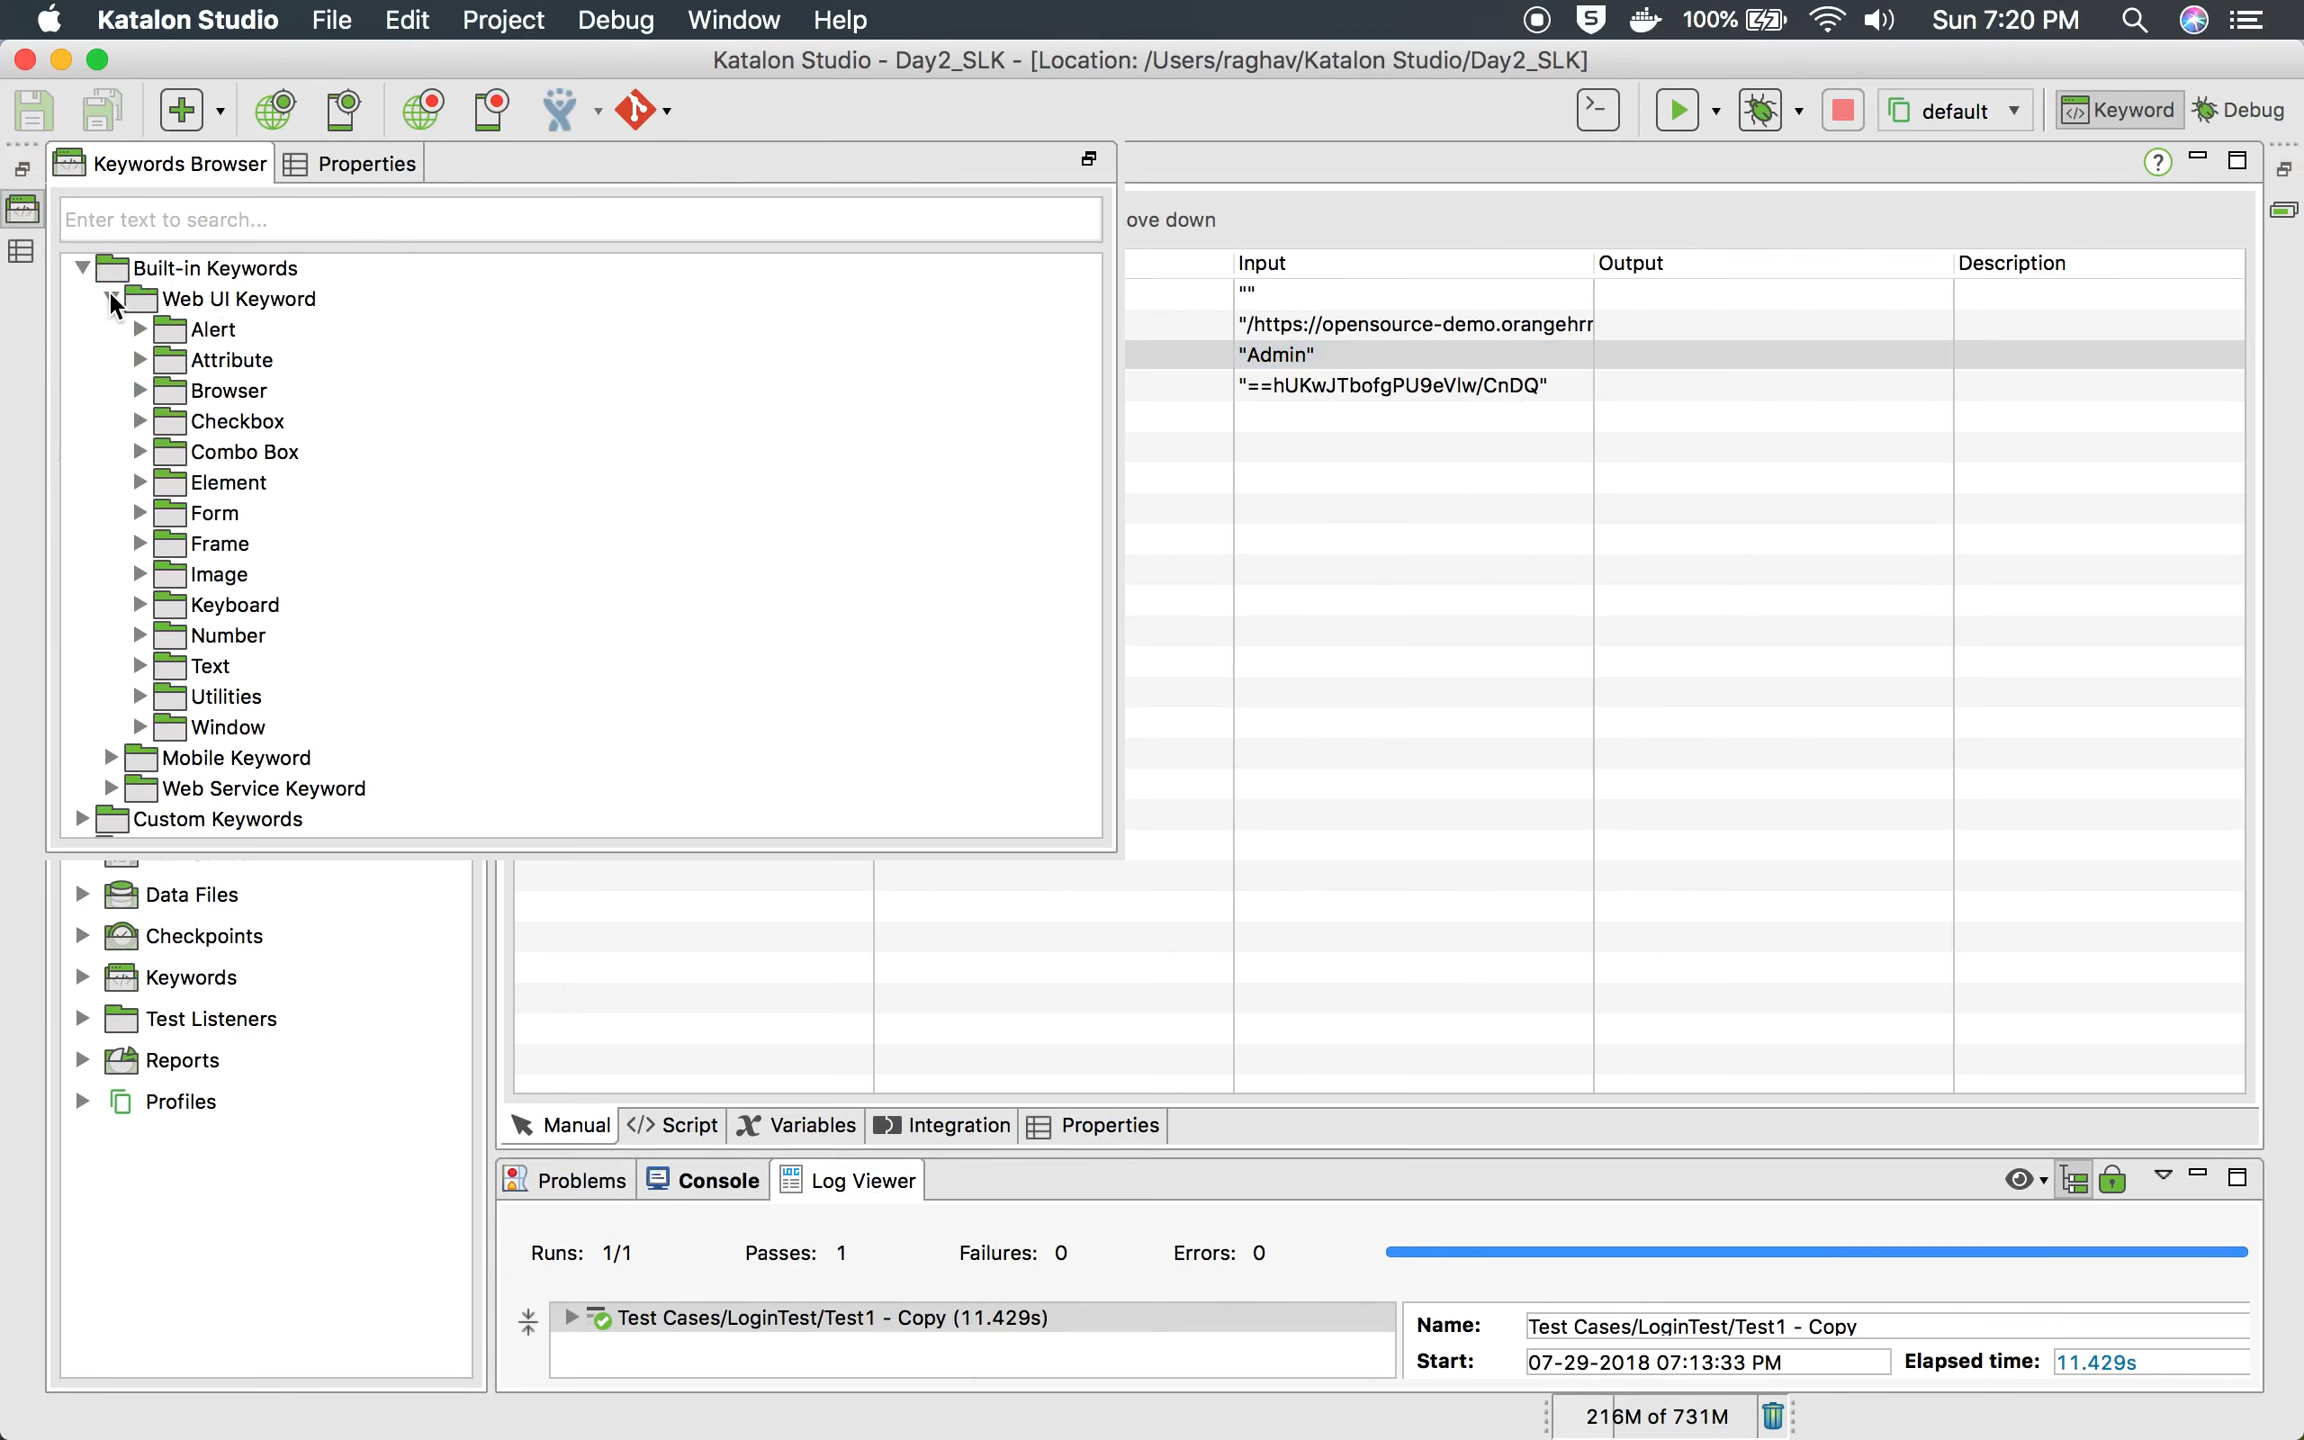 Katalon Studio File Edit Project Debug Window Help 100% Sun 7:20 PM
Katalon Studio - Day2_SLK - [Location: /Users/raghav/Katalon Studio/Day2_SLK]
default Keyword Debug
Keywords Browser Properties
Enter text to search...
ove down
Built-in Keywords
Web UI Keyword
Alert
Attribute
Browser
Checkbox
Combo Box
Element
Form
Frame
Image
Keyboard
Number
Text
Utilities
Window
Mobile Keyword
Web Service Keyword
Custom Keywords
Input Output Description
""
"/https://opensource-demo.orangehrr
"Admin"
"==hUKwJTbofgPU9eVlw/CnDQ"
Data Files
Checkpoints
Keywords
Test Listeners
Reports
Profiles
Manual </> Script Variables Integration Properties
Problems Console Log Viewer
Runs: 1/1 Passes: 1 Failures: 0 Errors: 0
Test Cases/LoginTest/Test1 - Copy (11.429s)
Name: Test Cases/LoginTest/Test1 - Copy
Start: 07-29-2018 07:13:33 PM Elapsed time: 11.429s
216M of 731M